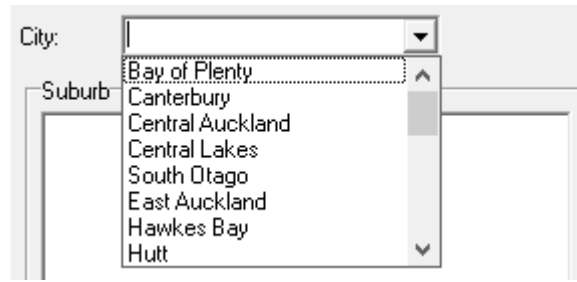 City:
Bay of Plenty
Suburb
Canterbury
Central Auckland
Central Lakes
South Otago
East Auckland
Hawkes Bay
Hutt